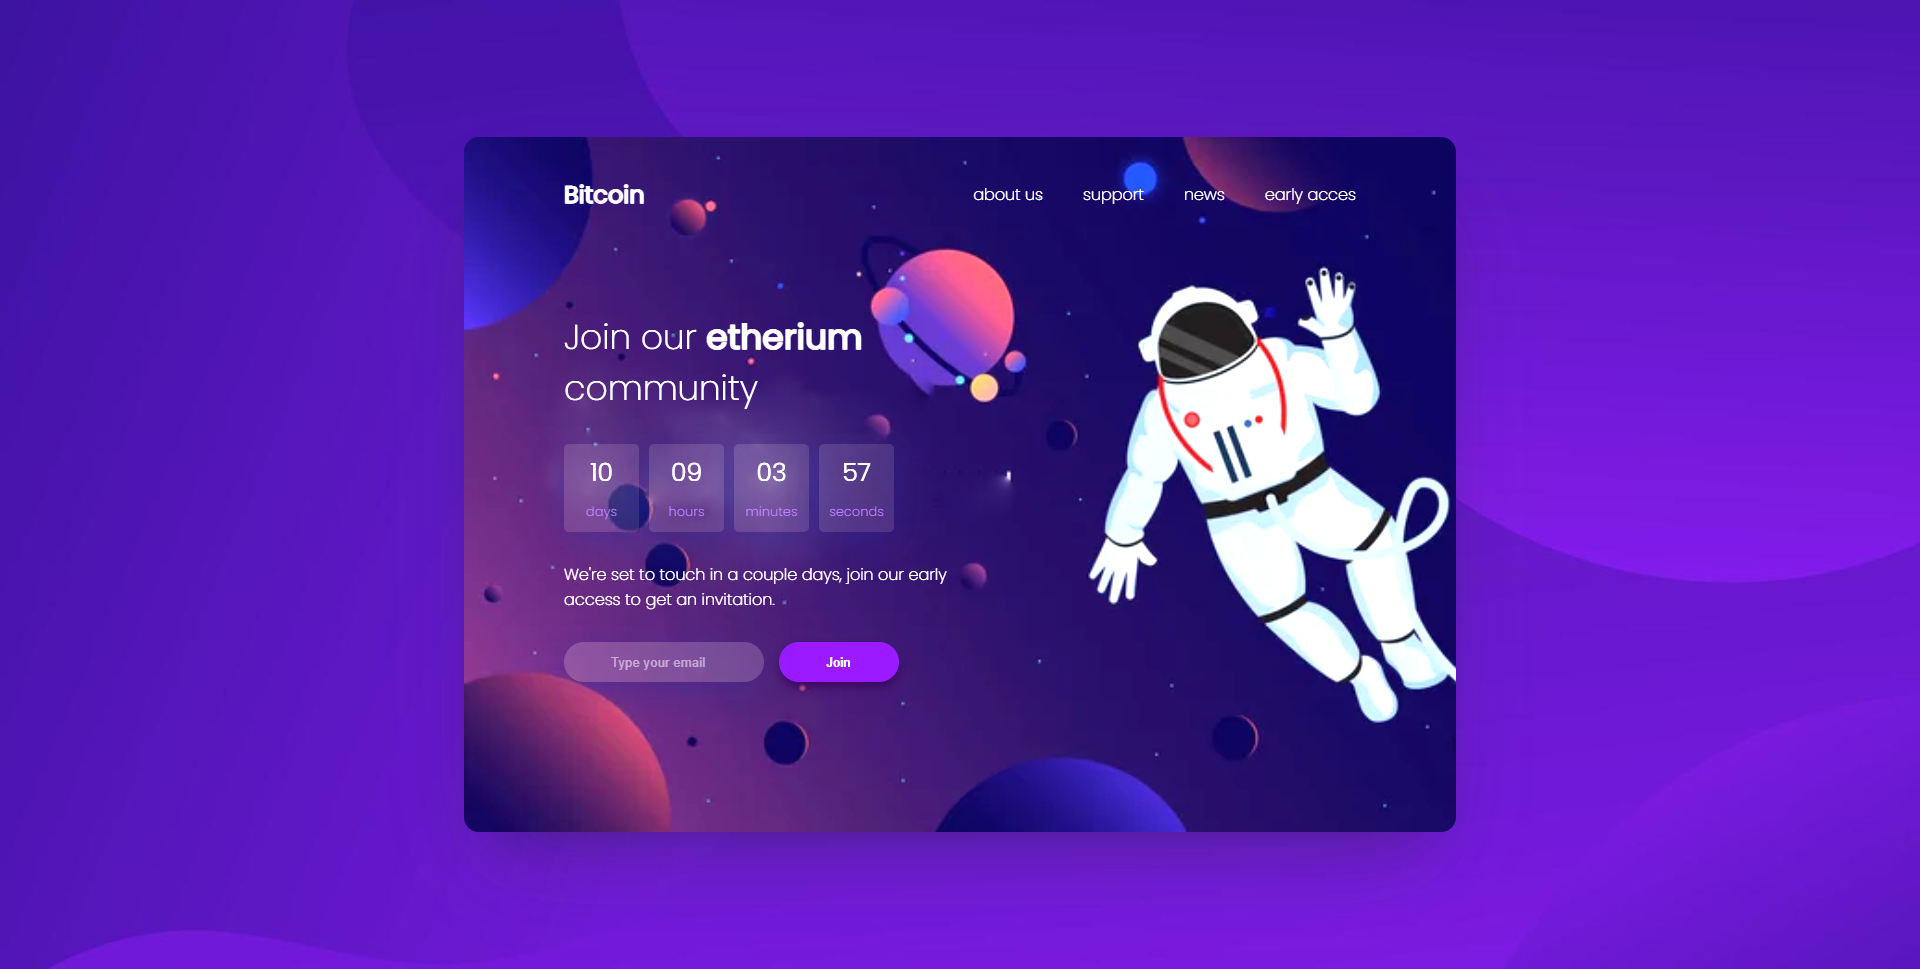 Bitcoin
about us support news early acces
Join our etherium
community
10 09 03 57
days hours minutes seconds
We're set to touch in a couple days, join our early
access to get an invitation.
Type your email Join